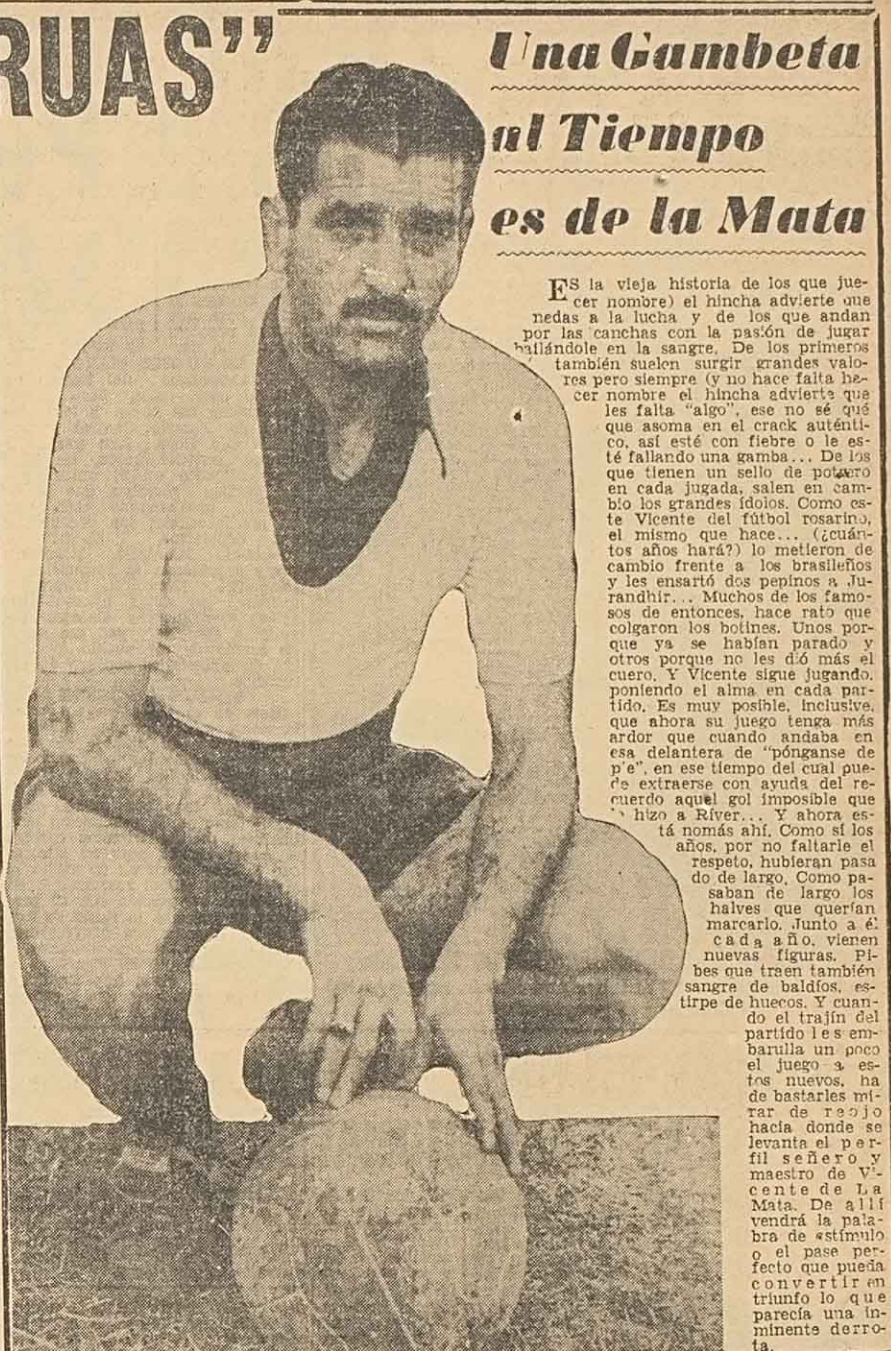 RUAS”
Una Gambeta
al Tiempo
es de la Mata
ES la vieja historia de los que jue-
cer nombre) el hincha advierte que
nedas a la lucha y de los que andan
por las canchas con la pasión de jugar
bailándole en la sangre. De los primeros
también suelen surgir grandes valo-
res pero siempre (y no hace falta ha-
cer nombre el hincha advierte que
les falta “algo”, ese no sé qué
que asoma en el crack auténti-
co, así esté con fiebre o le es-
té fallando una gamba... De los
que tienen un sello de potrero
en cada jugada, salen en cam-
bio los grandes ídolos. Como es-
te Vicente del fútbol rosarino,
el mismo que hace... (¿cuán-
tos años hará?) lo metieron de
cambio frente a los brasileños
y les ensartó dos pepinos a Ju-
randhir... Muchos de los famo-
sos de entonces, hace rato que
colgaron los botines. Unos por-
que ya se habían parado y
otros porque no les dió más el
cuero. Y Vicente sigue jugando,
poniendo el alma en cada par-
tido. Es muy posible, inclusive,
que ahora su juego tenga más
ardor que cuando andaba en
esa delantera de “pónganse de
pie”, en ese tiempo del cual pue-
de extraerse con ayuda del re-
cuerdo aquel gol imposible que
hizo a Ríver... Y ahora es-
tá nomás ahí. Como si los
años, por no faltarle el
respeto, hubieran pasa
do de largo. Como pa-
saban de largo los
halves que querían
marcarlo. Junto a él
cada año, vienen
nuevas figuras. Pi-
bes que traen también
sangre de baldíos, es-
tirpe de huecos. Y cuan-
do el trajín del
partido les em-
barulla un poco
el juego a es-
tos nuevos, ha
de bastarles mi-
rar de reojo
hacia donde se
levanta el per-
fil señero y
maestro de Vi-
cente de La
Mata. De allí
vendrá la pala-
bra de estímulo
o el pase per-
fecto que pueda
convertir en
triunfo lo que
parecía una in-
minente derro-
ta.